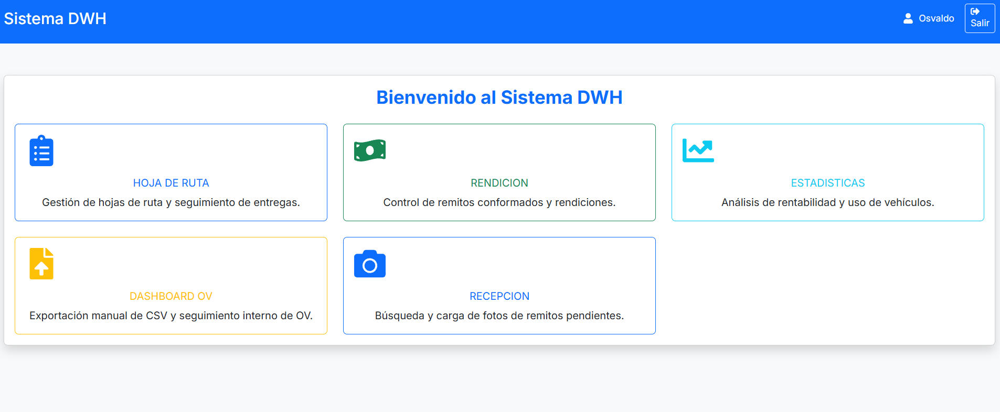 Sistema DWH
Osvaldo
Salir
Bienvenido al Sistema DWH
HOJA DE RUTA
Gestión de hojas de ruta y seguimiento de entregas.
RENDICION
Control de remitos conformados y rendiciones.
ESTADISTICAS
Análisis de rentabilidad y uso de vehículos.
DASHBOARD OV
Exportación manual de CSV y seguimiento interno de OV.
RECEPCION
Búsqueda y carga de fotos de remitos pendientes.